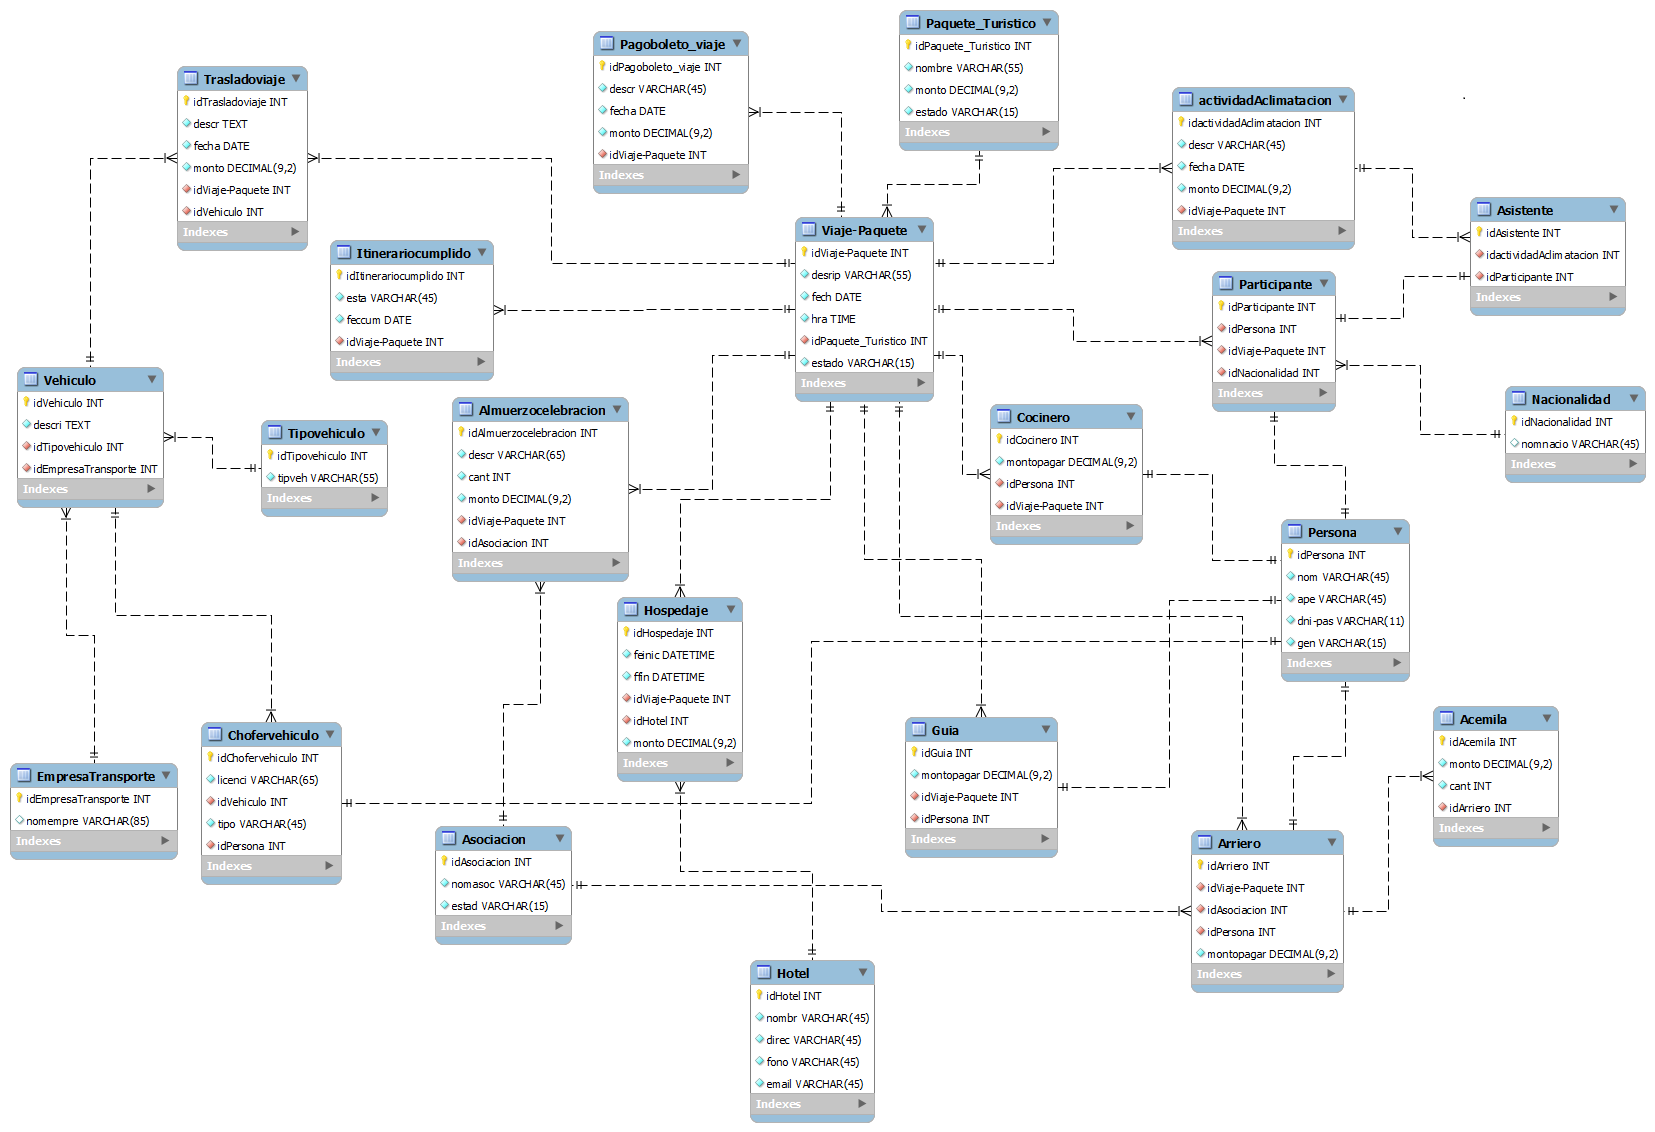 Paquete_Turistico
idPaquete_Turistico INT
nombre VARCHAR(55)
monto DECIMAL(9,2)
estado VARCHAR(15)
Indexes
Pagoboleto_viaje
idPagoboleto_viaje INT
descr VARCHAR(45)
fecha DATE
monto DECIMAL(9,2)
idViaje-Paquete INT
Indexes
Trasladoviaje
idTrasladoviaje INT
descr TEXT
fecha DATE
monto DECIMAL(9,2)
idViaje-Paquete INT
idVehiculo INT
Indexes
actividadAclimatacion
idactividadAclimatacion INT
descr VARCHAR(45)
fecha DATE
monto DECIMAL(9,2)
idViaje-Paquete INT
Indexes
Asistente
idAsistente INT
idactividadAclimatacion INT
idParticipante INT
Indexes
Viaje-Paquete
idViaje-Paquete INT
desrip VARCHAR(55)
fech DATE
hra TIME
idPaquete_Turistico INT
estado VARCHAR(15)
Indexes
Itinerariocumplido
idItinerariocumplido INT
esta VARCHAR(45)
feccum DATE
idViaje-Paquete INT
Indexes
Participante
idParticipante INT
idPersona INT
idViaje-Paquete INT
idNacionalidad INT
Indexes
Vehiculo
idVehiculo INT
descri TEXT
idTipovehiculo INT
idEmpresaTransporte INT
Indexes
Tipovehiculo
idTipovehiculo INT
tipveh VARCHAR(55)
Indexes
Almuerzocelebracion
idAlmuerzocelebracion INT
descr VARCHAR(65)
cant INT
monto DECIMAL(9,2)
idViaje-Paquete INT
idAsociacion INT
Indexes
Cocinero
idCocinero INT
montopagar DECIMAL(9,2)
idPersona INT
idViaje-Paquete INT
Indexes
Nacionalidad
idNacionalidad INT
nomnacio VARCHAR(45)
Indexes
Persona
idPersona INT
nom VARCHAR(45)
ape VARCHAR(45)
dni-pas VARCHAR(11)
gen VARCHAR(15)
Indexes
Hospedaje
idHospedaje INT
feinic DATETIME
ffin DATETIME
idViaje-Paquete INT
idHotel INT
monto DECIMAL(9,2)
Indexes
Guia
idGuia INT
montopagar DECIMAL(9,2)
idViaje-Paquete INT
idPersona INT
Indexes
Acemila
idAcemila INT
monto DECIMAL(9,2)
cant INT
idArriero INT
Indexes
Chofervehiculo
idChofervehiculo INT
licenci VARCHAR(65)
idVehiculo INT
tipo VARCHAR(45)
idPersona INT
Indexes
EmpresaTransporte
idEmpresaTransporte INT
nomempre VARCHAR(85)
Indexes
Asociacion
idAsociacion INT
nomasoc VARCHAR(45)
estad VARCHAR(15)
Indexes
Arriero
idArriero INT
idViaje-Paquete INT
idAsociacion INT
idPersona INT
montopagar DECIMAL(9,2)
Indexes
Hotel
idHotel INT
nombr VARCHAR(45)
direc VARCHAR(45)
fono VARCHAR(45)
email VARCHAR(45)
Indexes